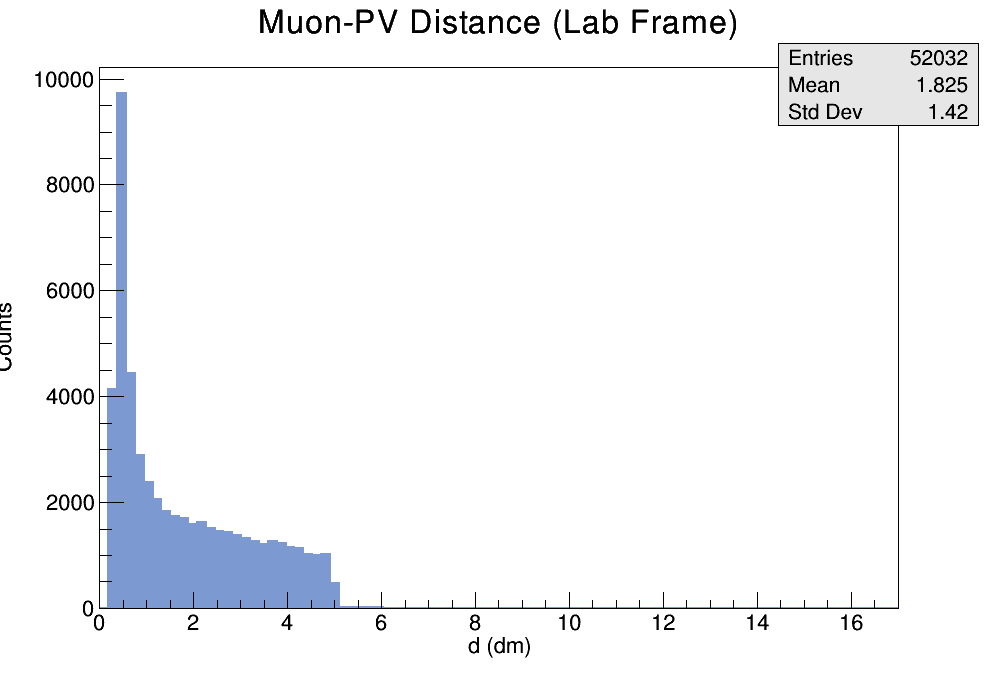 Muon-PV Distance (Lab Frame)
Entries 52032
Mean 1.825
Std Dev 1.42
10000
8000
6000
4000
2000
0
Counts
0 2 4 6 8 10 12 14 16
d (dm)